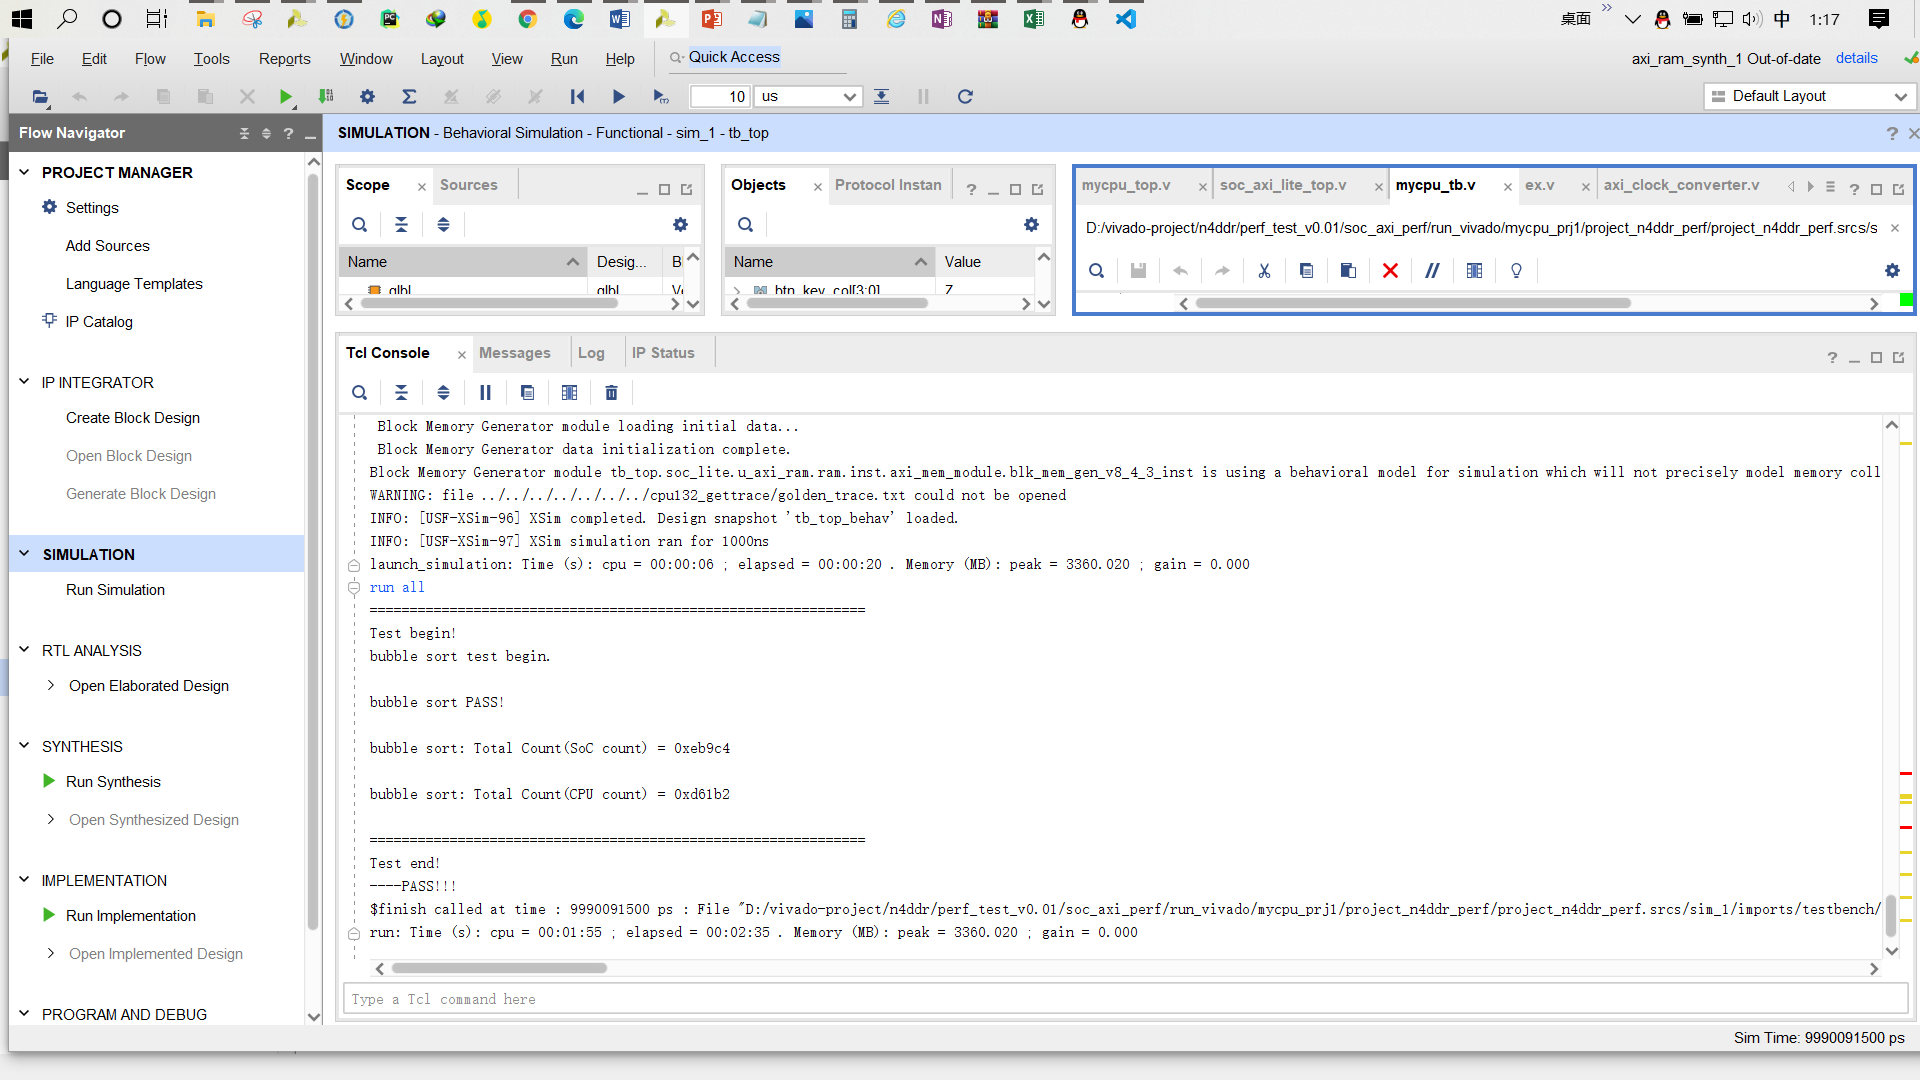 桌面
中
1:17
File Edit Flow Tools Reports Window Layout View Run Help Quick Access
axi_ram_synth_1 Out-of-date details
10 us
Default Layout
Flow Navigator
SIMULATION - Behavioral Simulation - Functional - sim_1 - tb_top
PROJECT MANAGER
Settings
Add Sources
Language Templates
IP Catalog
IP INTEGRATOR
Create Block Design
Open Block Design
Generate Block Design
SIMULATION
Run Simulation
RTL ANALYSIS
Open Elaborated Design
SYNTHESIS
Run Synthesis
Open Synthesized Design
IMPLEMENTATION
Run Implementation
Open Implemented Design
PROGRAM AND DEBUG
Scope Sources
Name Desig... Bl
glbl glbl Ve
Objects Protocol Instan
Name Value
btn_key_col[3:0] Z
mycpu_top.v soc_axi_lite_top.v mycpu_tb.v ex.v axi_clock_converter.v
D:/vivado-project/n4ddr/perf_test_v0.01/soc_axi_perf/run_vivado/mycpu_prj1/project_n4ddr_perf/project_n4ddr_perf.srcs/s
Tcl Console Messages Log IP Status
Block Memory Generator module loading initial data...
Block Memory Generator data initialization complete.
Block Memory Generator module tb_top.soc_lite.u_axi_ram.ram.inst.axi_mem_module.blk_mem_gen_v8_4_3_inst is using a behavioral model for simulation which will not precisely model memory coll
WARNING: file ../../../../../../../cpu132_gettrace/golden_trace.txt could not be opened
INFO: [USF-XSim-96] XSim completed. Design snapshot 'tb_top_behav' loaded.
INFO: [USF-XSim-97] XSim simulation ran for 1000ns
launch_simulation: Time (s): cpu = 00:00:06 ; elapsed = 00:00:20 . Memory (MB): peak = 3360.020 ; gain = 0.000
run all
==============================================================
Test begin!
bubble sort test begin.
bubble sort PASS!
bubble sort: Total Count(SoC count) = 0xeb9c4
bubble sort: Total Count(CPU count) = 0xd61b2
==============================================================
Test end!
----PASS!!!
$finish called at time : 9990091500 ps : File "D:/vivado-project/n4ddr/perf_test_v0.01/soc_axi_perf/run_vivado/mycpu_prj1/project_n4ddr_perf/project_n4ddr_perf.srcs/sim_1/imports/testbench/
run: Time (s): cpu = 00:01:55 ; elapsed = 00:02:35 . Memory (MB): peak = 3360.020 ; gain = 0.000
Type a Tcl command here
Sim Time: 9990091500 ps